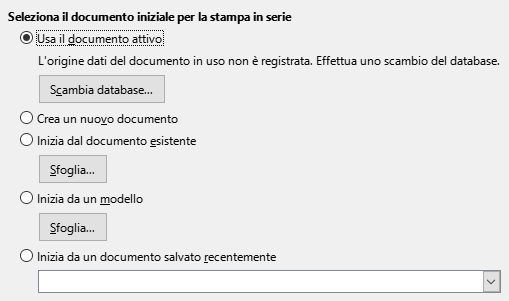 Seleziona il documento iniziale per la stampa in serie
Usa il documento attivo
L'origine dati del documento in uso non è registrata. Effettua uno scambio del database.
Scambia database...
Crea un nuovo documento
Inizia dal documento esistente
Sfoglia...
Inizia da un modello
Sfoglia...
Inizia da un documento salvato recentemente